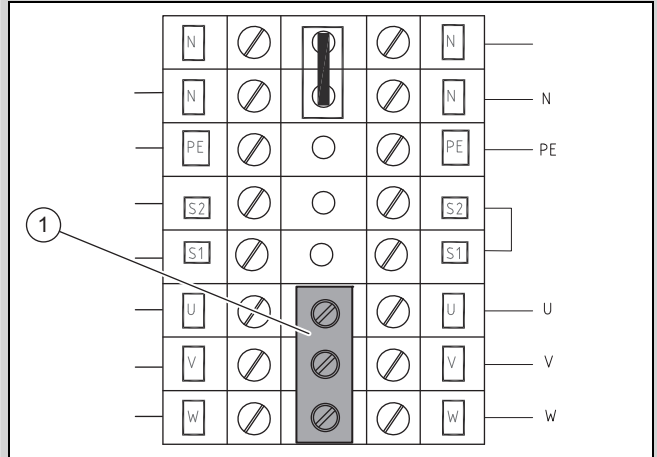 N N
N N N
PE PE PE
S2 S2
1
S1 S1
U U U
V V V
W W W